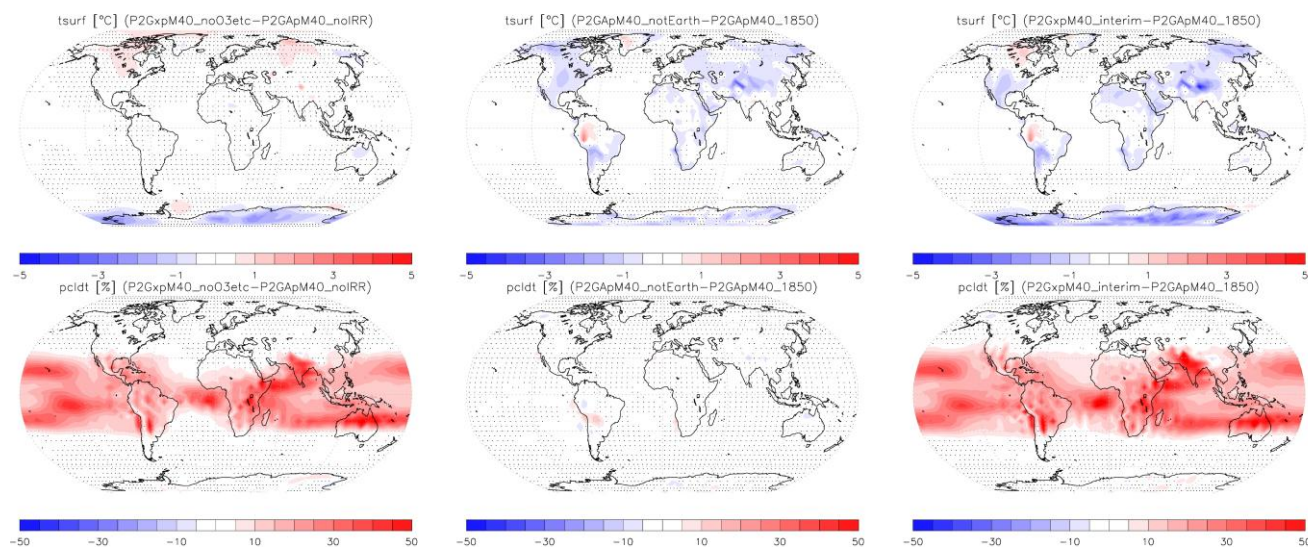 tsurf [°C] (P2GxpM40_noO3etc-P2GApM40_noIRR)
tsurf [°C] (P2GApM40_notEarth-P2GApM40_1850)
tsurf [°C] (P2GxpM40_interim-P2GApM40_1850)
-5 -3 -1 1 3 5
-5 -3 -1 1 3 5
-5 -3 -1 1 3 5
pcldt [%] (P2GxpM40_noO3etc-P2GApM40_noIRR)
pcldt [%] (P2GApM40_notEarth-P2GApM40_1850)
pcldt [%] (P2GxpM40_interim-P2GApM40_1850)
-50 -30 -10 10 30 50
-50 -30 -10 10 30 50
-50 -30 -10 10 30 50